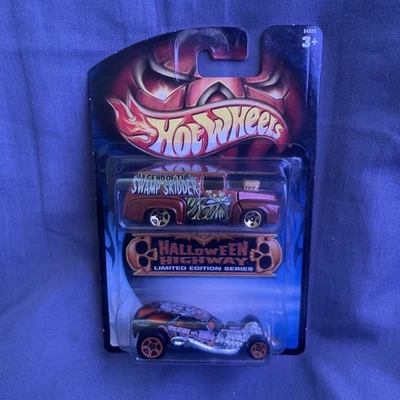 3+
HOT WHEELS
LEGEND OF THE
SWAMP SKIDDER
HALLOWEEN
HIGHWAY
LIMITED EDITION SERIES